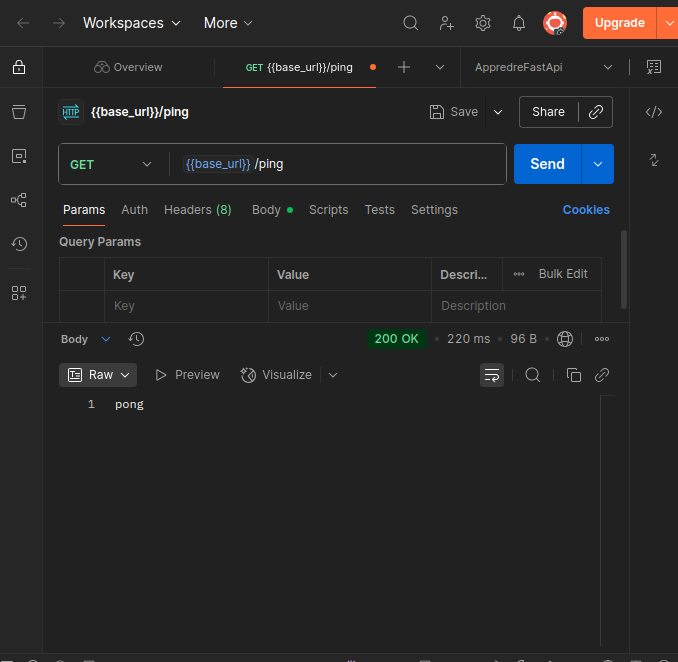 Workspaces More Upgrade
Overview GET {{base_url}}/ping AppredreFastApi
HTTP {{base_url}}/ping Save Share
GET {{base_url}} /ping Send
Params Auth Headers (8) Body Scripts Tests Settings Cookies
Query Params
Key Value Descri... Bulk Edit
Key Value Description
Body 200 OK 220 ms 96 B
Raw Preview Visualize
1 pong